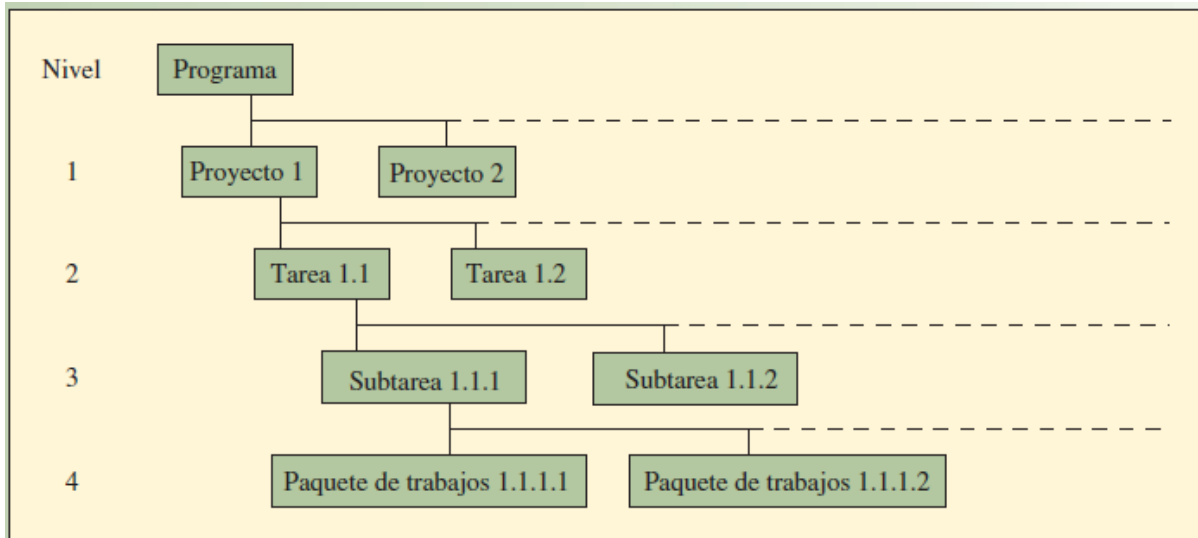 Nivel Programa
1 Proyecto 1 Proyecto 2
2 Tarea 1.1 Tarea 1.2
3 Subtarea 1.1.1 Subtarea 1.1.2
4 Paquete de trabajos 1.1.1.1 Paquete de trabajos 1.1.1.2